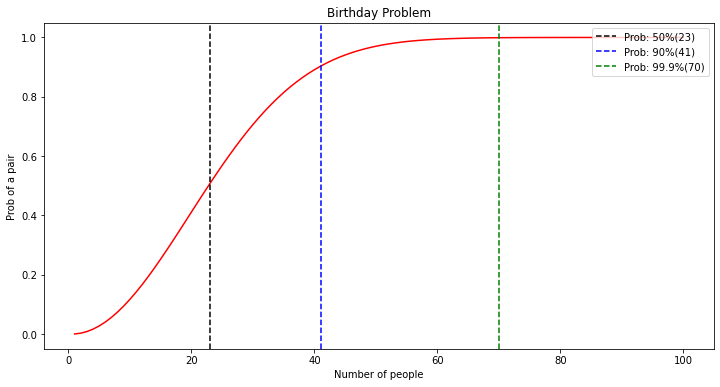 Birthday Problem
Prob: 50%(23)
Prob: 90%(41)
Prob: 99.9%(70)
Prob of a pair
1.0
0.8
0.6
0.4
0.2
0.0
0 20 40 60 80 100
Number of people